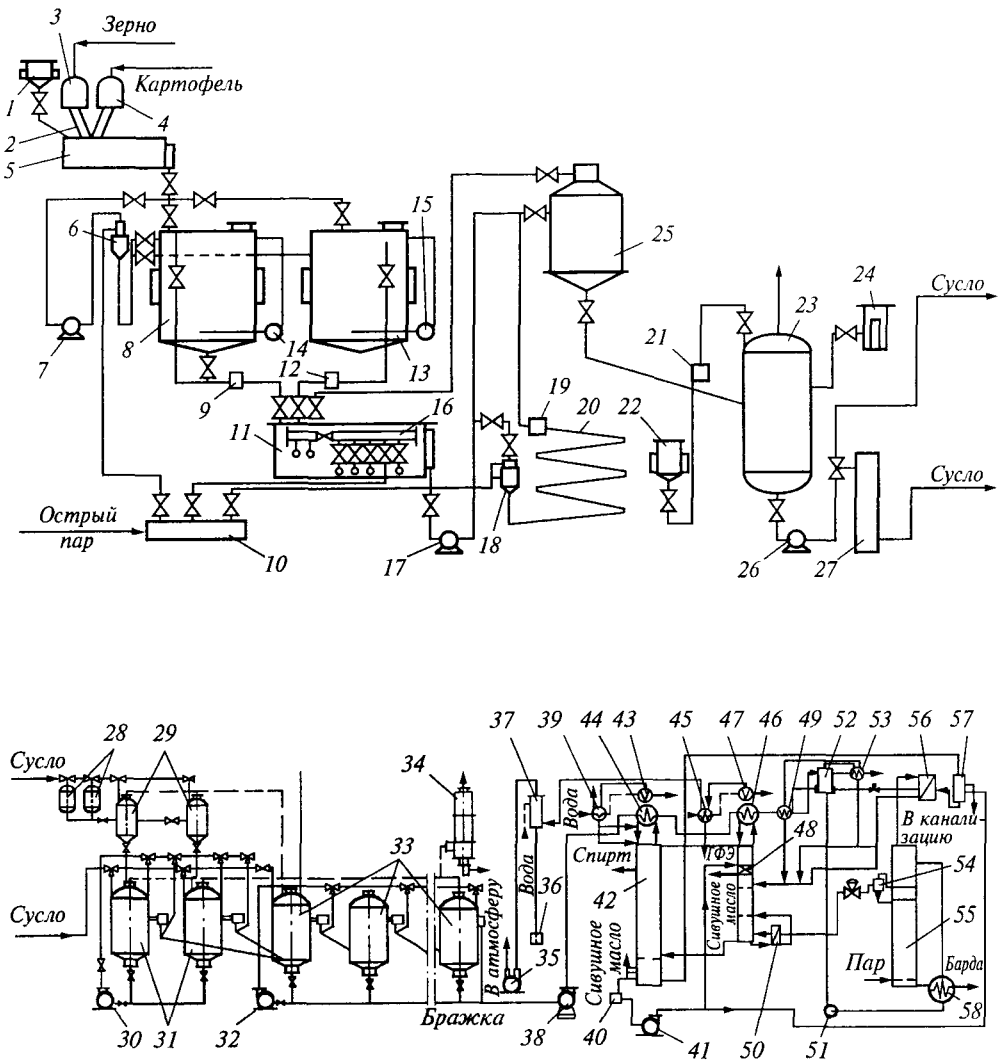 3
Зерно
Картофель
1
4
2
5
6
15
25
Сусло
24
23
7
8
14
13
21
12
9
16
19
20
22
11
Острый
пар
10
17
18
26
27
Сусло
37
39
44
43
45
47
46
49
52
53
56
57
28
29
Сусло
34
Вода
В канали-
зацию
33
Спирт
ГФЭ
48
42
Вода
36
54
Сивушное
масло
55
Сусло
В атмосферу
35
Сивушное
масло
Пар
Барда
Бражка
30
31
32
38
40
41
50
51
58